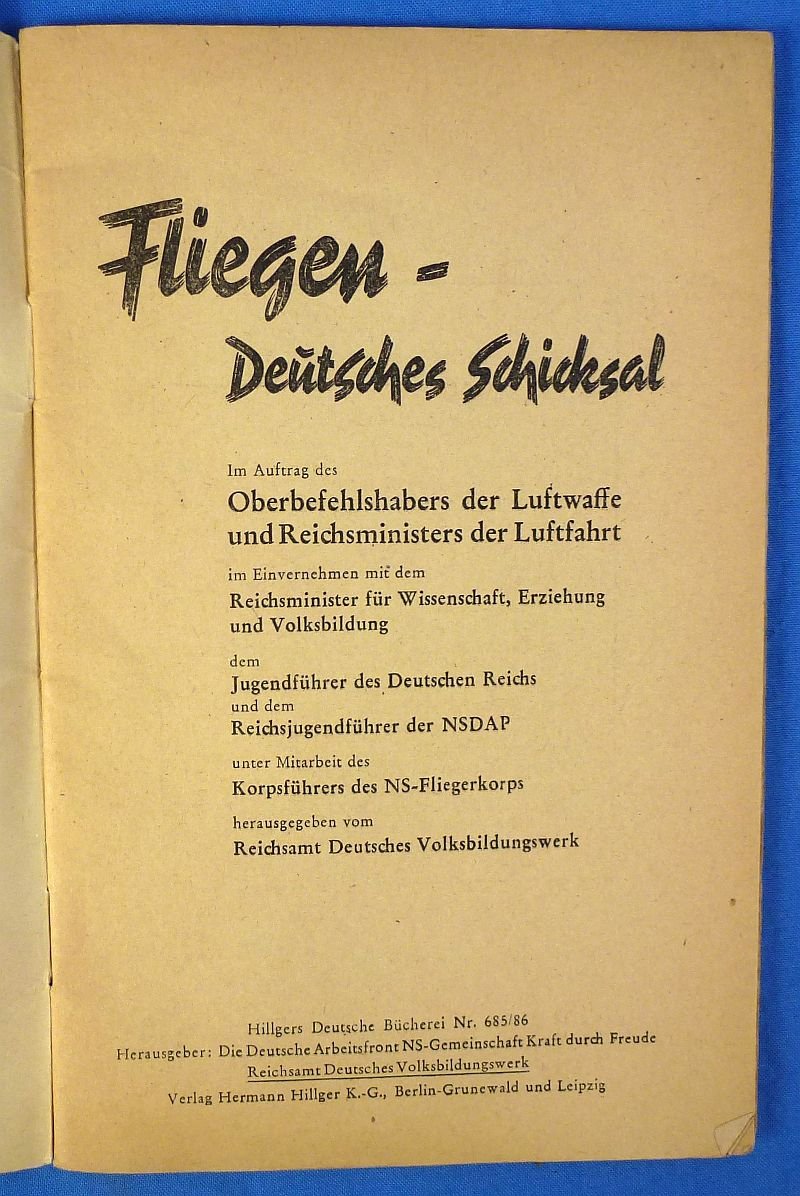 Fliegen -
Deutsches Schicksal
Im Auftrag des
Oberbefehlshabers der Luftwaffe
und Reichsministers der Luftfahrt
im Einvernehmen mit dem
Reichsminister für Wissenschaft, Erziehung
und Volksbildung
dem
Jugendführer des Deutschen Reichs
und dem
Reichsjugendführer der NSDAP
unter Mitarbeit des
Korpsführers des NS-Fliegerkorps
herausgegeben vom
Reichsamt Deutsches Volksbildungswerk
Hillgers Deutsche Bücherei Nr. 685/86
Herausgeber: Die Deutsche Arbeitsfront NS-Gemeinschaft Kraft durch Freude
Reichsamt Deutsches Volksbildungswerk
Verlag Hermann Hillger K.-G., Berlin-Grunewald und Leipzig